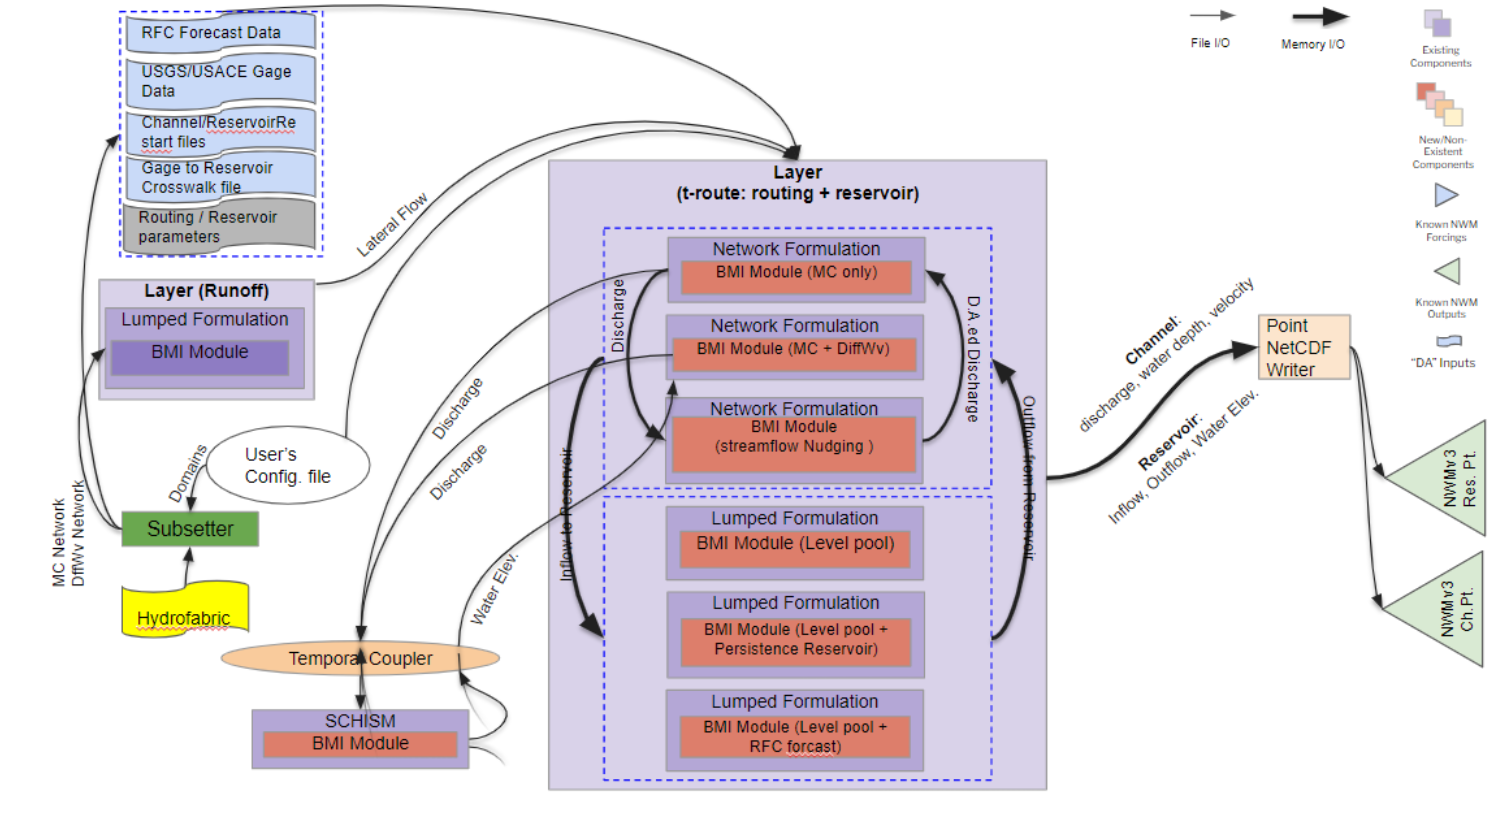 RFC Forecast Data
USGS/USACE Gage
Data
Channel/ReservoirRe
start files
Gage to Reservoir
Crosswalk file
Routing / Reservoir
parameters
Layer (Runoff)
Lumped Formulation
BMI Module
User's
Config. file
Domains
Subsetter
Hydrofabric
MC Network
DffWv Network
Lateral Flow
Discharge
Discharge
Water Elev.
Temporal Coupler
SCHISM
BMI Module
Layer
(t-route: routing + reservoir)
Network Formulation
BMI Module (MC only)
Network Formulation
BMI Module (MC + DiffWv)
Network Formulation
BMI Module
(streamflow Nudging )
Discharge
D.A.ed Discharge
Inflow to Reservoir
Outflow from Reservoir
Lumped Formulation
BMI Module (Level pool)
Lumped Formulation
BMI Module (Level pool +
Persistence Reservoir)
Lumped Formulation
BMI Module (Level pool +
RFC forcast)
Channel:
discharge, water depth, velocity
Reservoir:
Inflow, Outflow, Water Elev.
Point
NetCDF
Writer
NWMv3
Res. Pt.
NWMv3
Ch.Pt.
File I/O
Memory I/O
Existing
Components
New/Non-
Existent
Components
Known NWM
Forcings
Known NWM
Outputs
"DA" Inputs